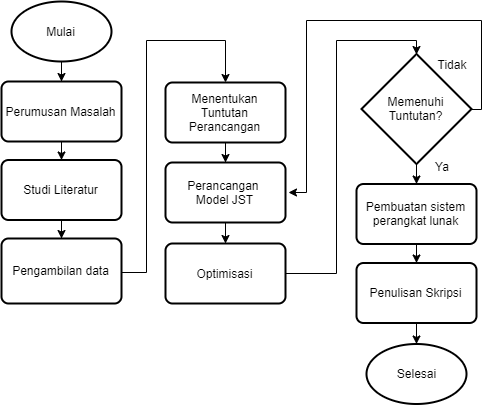 Mulai
Perumusan Masalah
Studi Literatur
Pengambilan data
Menentukan
Tuntutan
Perancangan
Perancangan
Model JST
Optimisasi
Tidak
Memenuhi
Tuntutan?
Ya
Pembuatan sistem
perangkat lunak
Penulisan Skripsi
Selesai